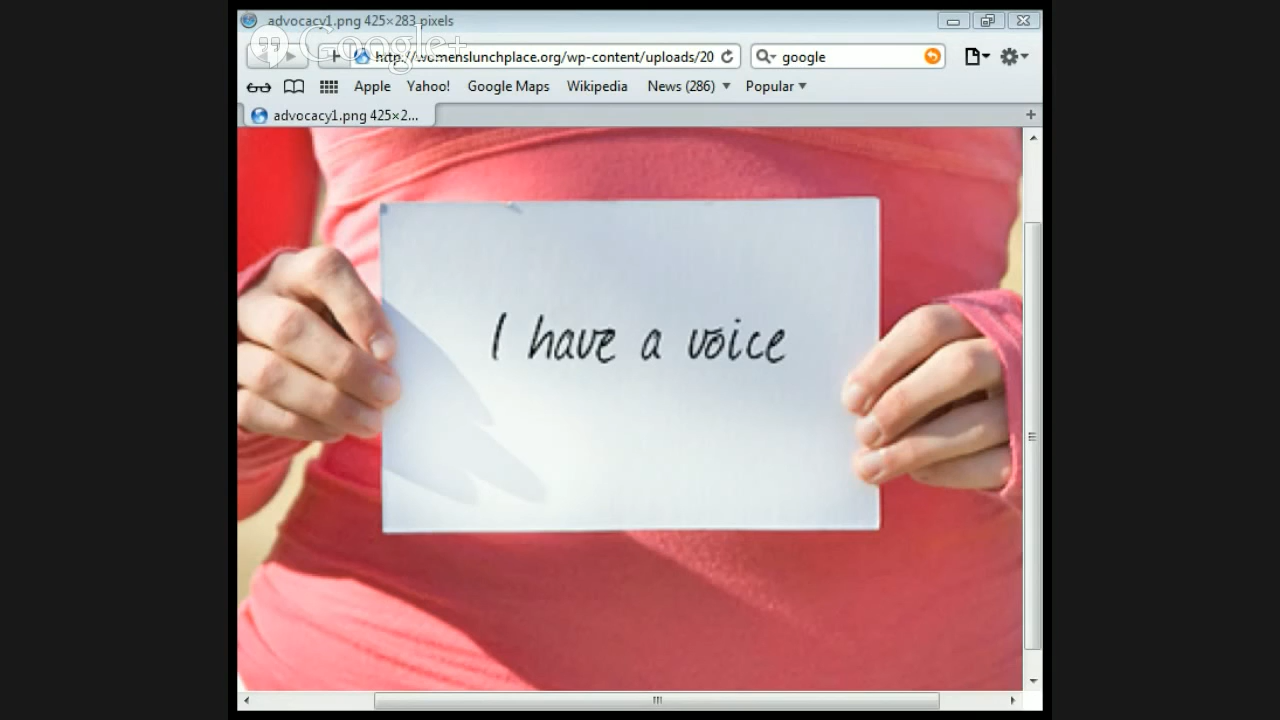 advocacy1.png 425×283 pixels
Google+
http://womenslunchplace.org/wp-content/uploads/20
google
Apple Yahoo! Google Maps Wikipedia News (286) Popular
advocacy1.png 425×2...
I have a voice